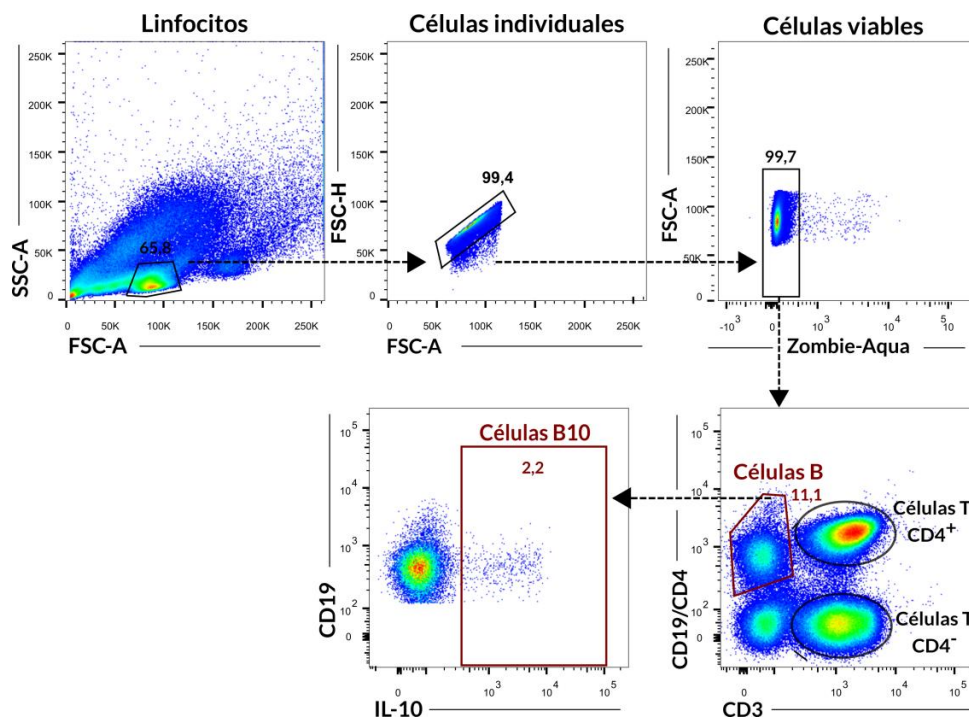 Linfocitos
Células individuales
Células viables
250K
200K
150K
100K
50K
0
SSC-A
65,8
0 50K 100K 150K 200K 250K
FSC-A
250K
200K
150K
100K
50K
0
FSC-H
99,4
0 50K 100K 150K 200K 250K
FSC-A
250K
200K
150K
100K
50K
0
FSC-A
99,7
-10³ 0 10³ 10⁴ 10⁵
Zombie-Aqua
10⁵
10⁴
10³
10²
0
CD19
Células B10
2,2
0 10³ 10⁴ 10⁵
IL-10
10⁵
10⁴
10³
10²
0
CD19/CD4
Células B
11,1
Células T
CD4⁺
Células T
CD4⁻
0 10³ 10⁴ 10⁵
CD3